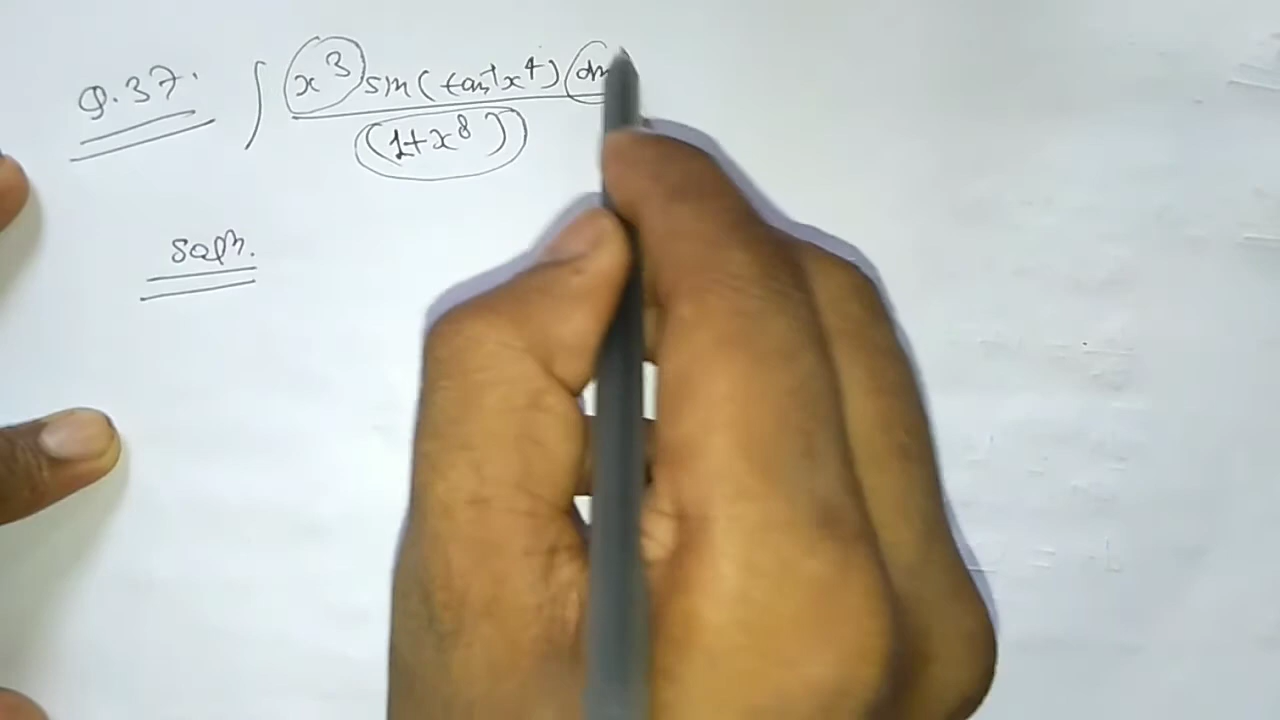 Q.37. ∫ x³ sin(tan⁻¹x⁴) dx
(1+x⁸)
Soln.